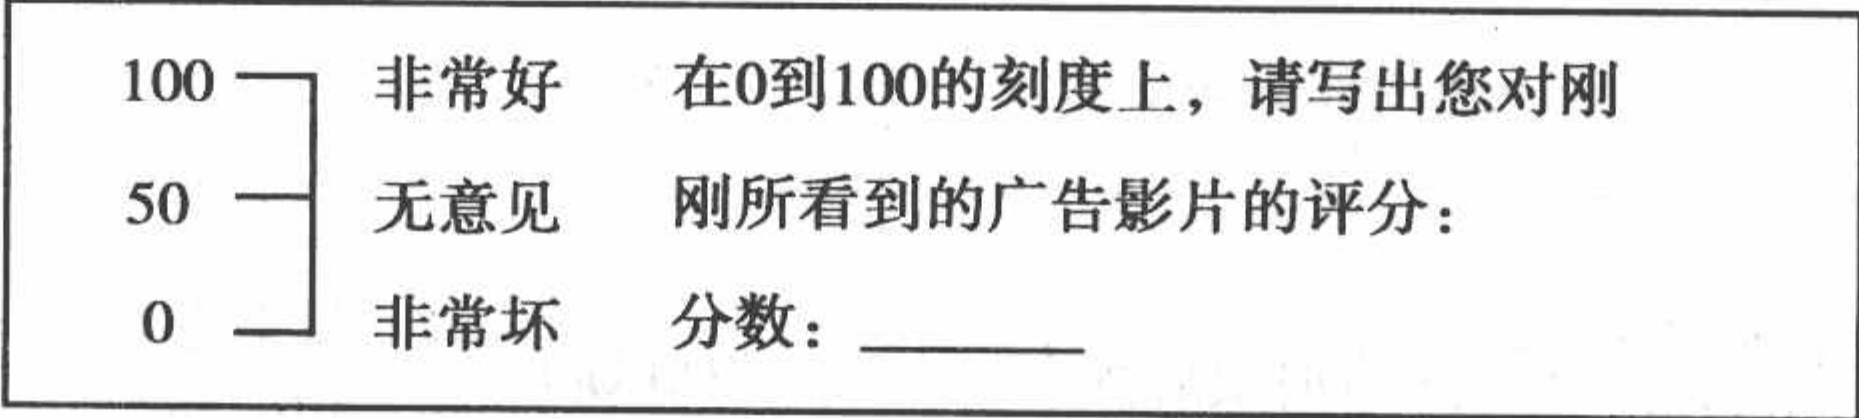 100 非常好 在0到100的刻度上，请写出您对刚
50 无意见 刚所看到的广告影片的评分：
0 非常坏 分数：